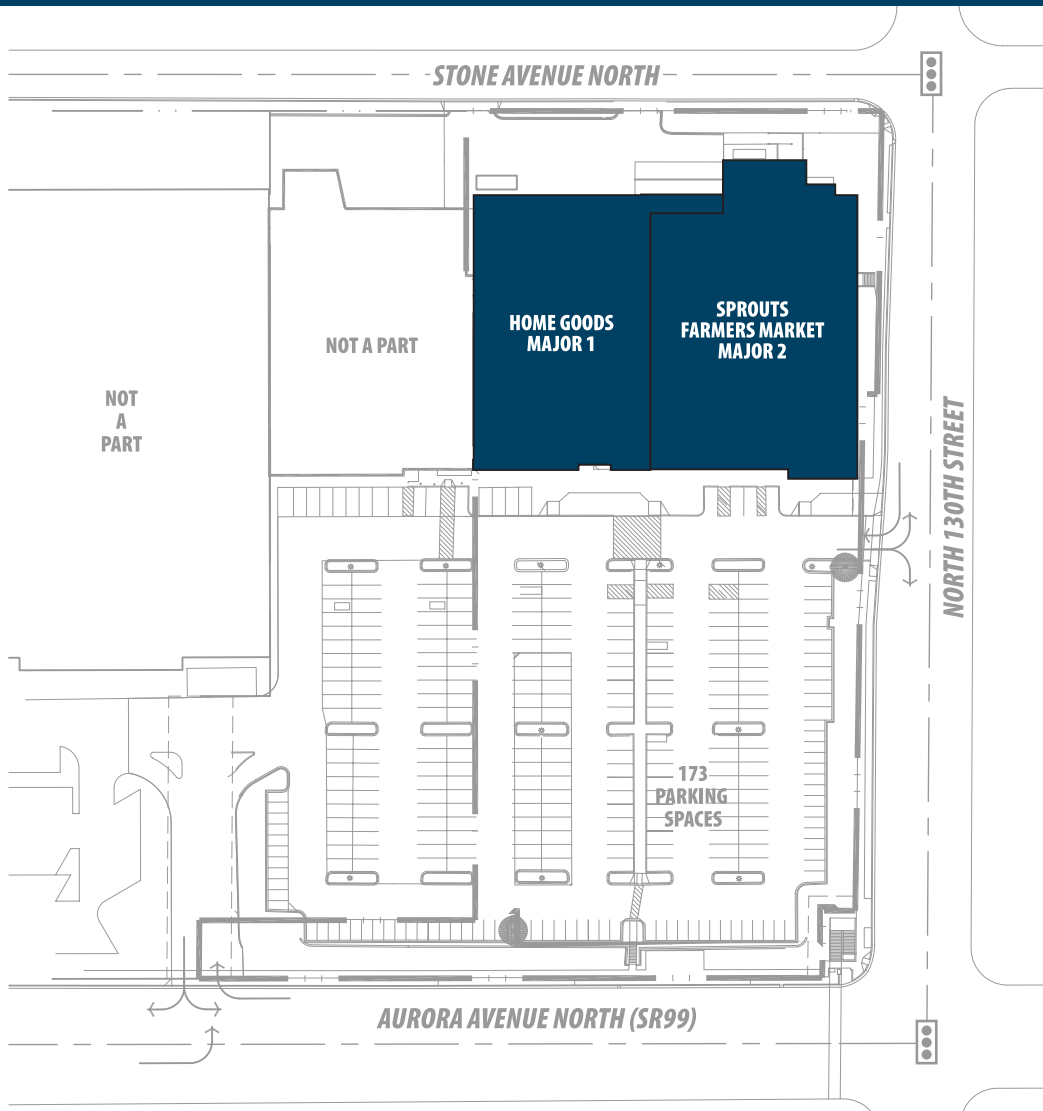 STONE AVENUE NORTH
HOME GOODS
MAJOR 1
SPROUTS
FARMERS MARKET
MAJOR 2
NOT A PART
NOT
A
PART
NORTH 130TH STREET
173
PARKING
SPACES
1
AURORA AVENUE NORTH (SR99)